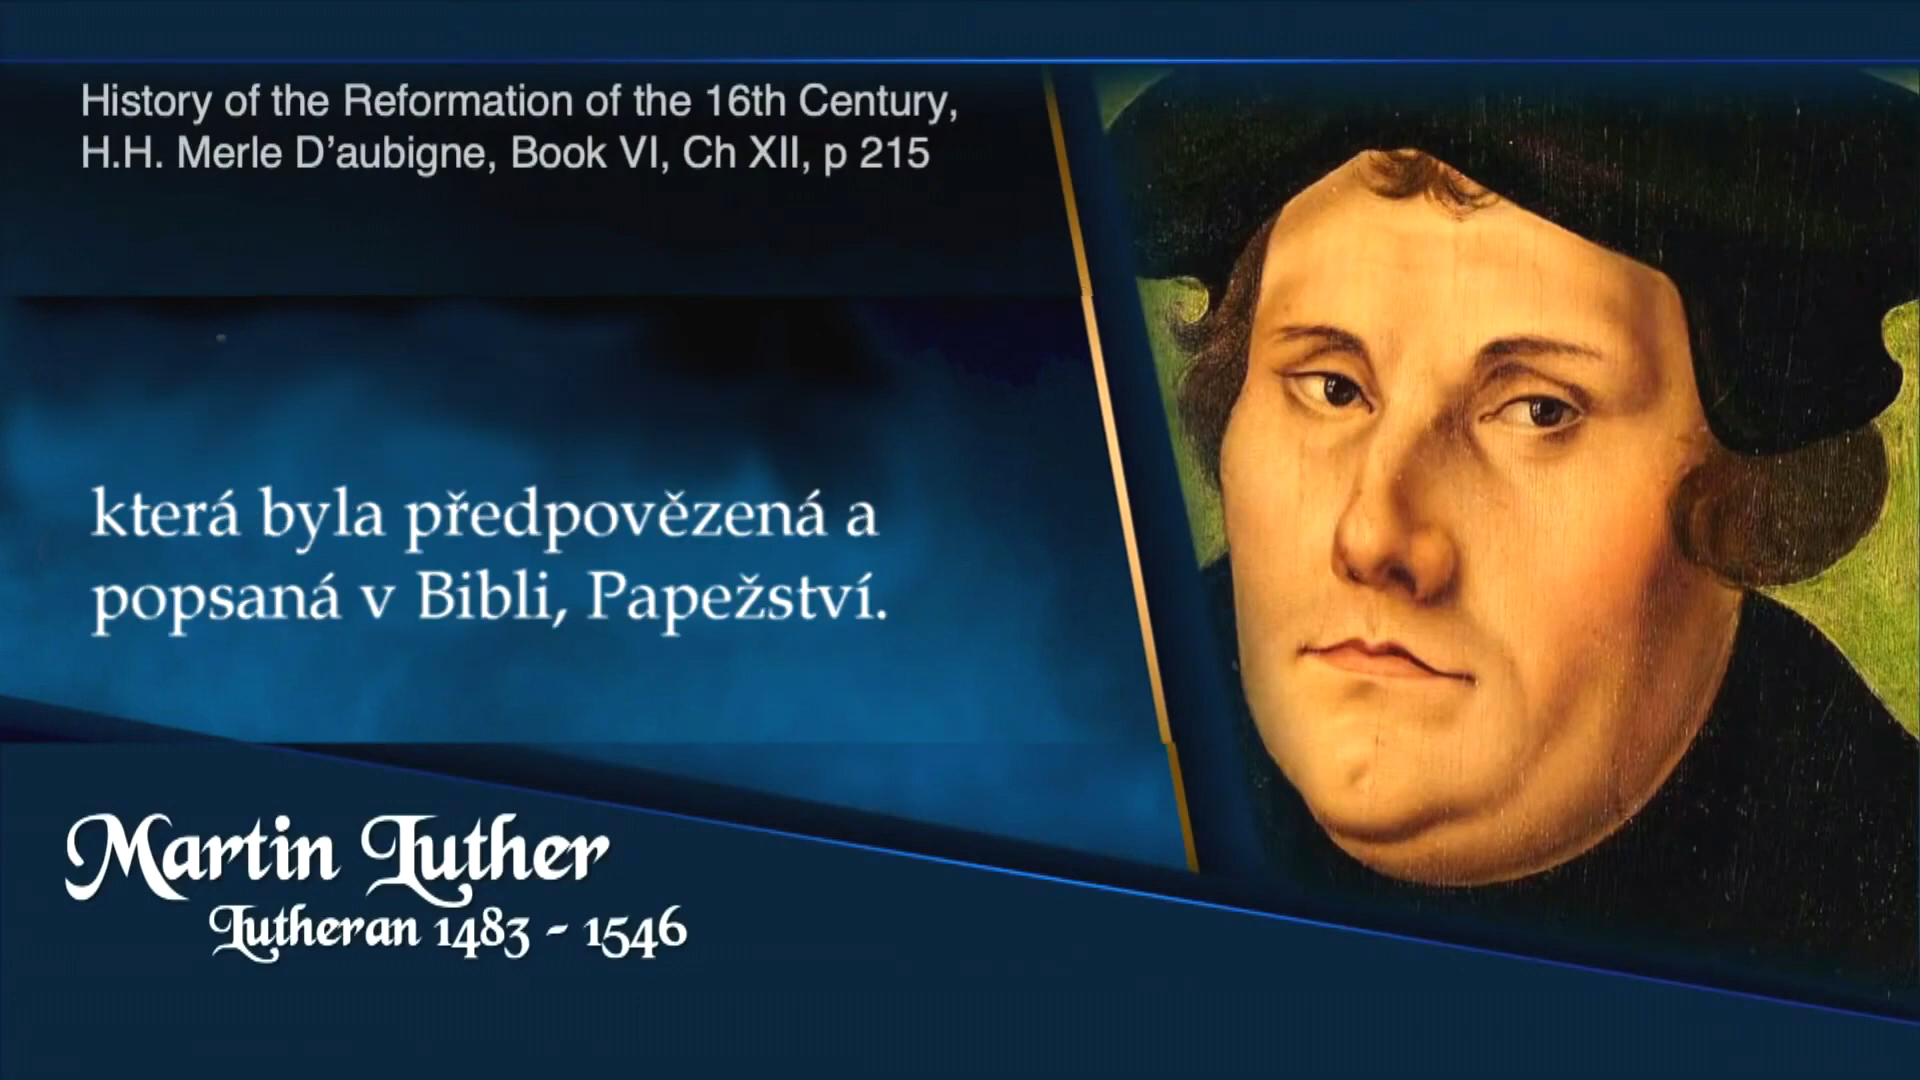 History of the Reformation of the 16th Century,
H.H. Merle D’aubigne, Book VI, Ch XII, p 215
která byla předpovězená a
popsaná v Bibli, Papežství.
Martin Luther
Lutheran 1483 - 1546